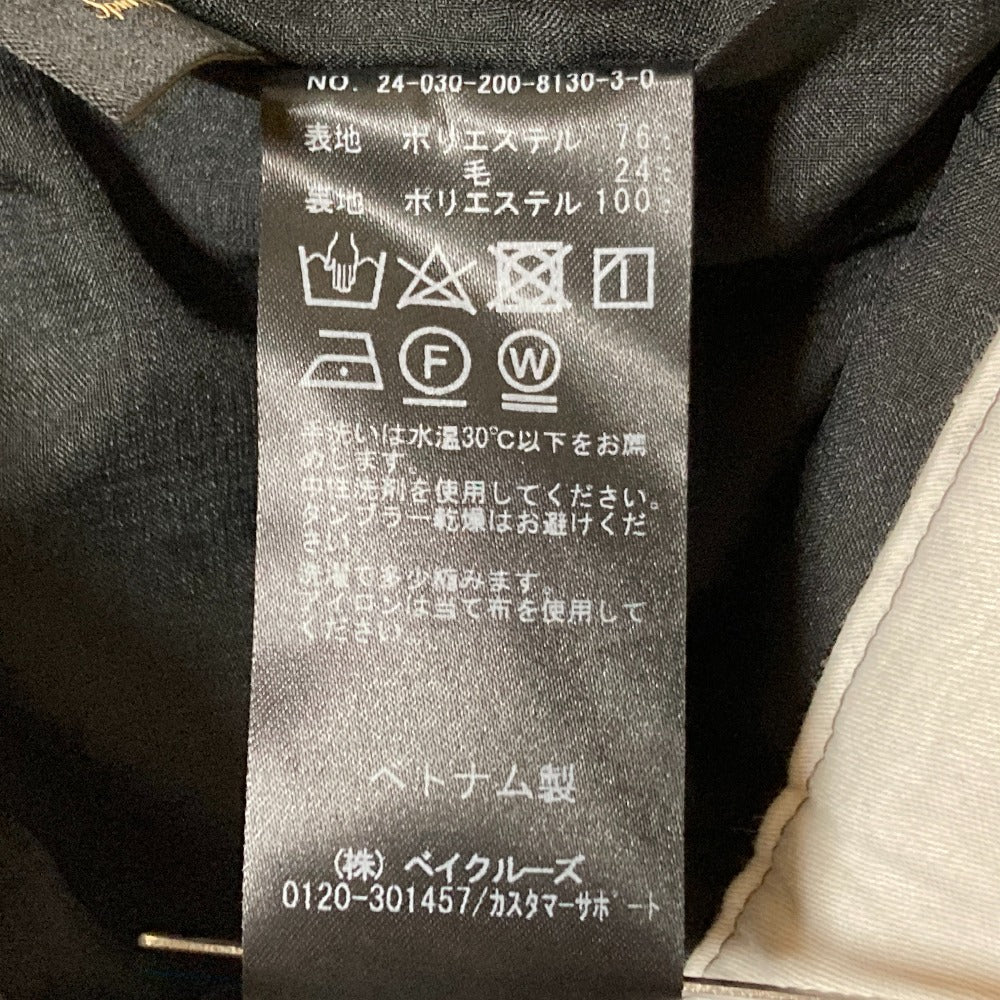 NO. 24-030-200-8130-3-0
表地 ポリエステル 76%
毛 24%
裏地 ポリエステル 100%
F W
手洗いは水温30℃以下をお薦
めします。
中性洗剤を使用してください。
タンブラー乾燥はお避けくだ
さい。
洗濯で多少縮みます。
アイロンは当て布を使用して
ください。
ベトナム製
(株) ベイクルーズ
0120-301457/カスタマーサポート